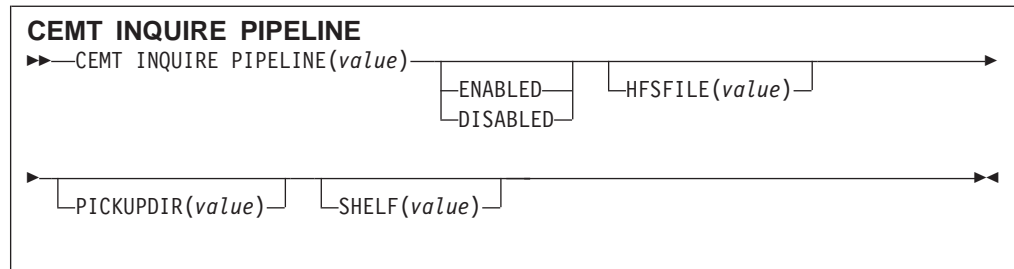 CEMT INQUIRE PIPELINE
CEMT INQUIRE PIPELINE(value)
ENABLED
DISABLED
HFSFILE(value)
PICKUPDIR(value)
SHELF(value)